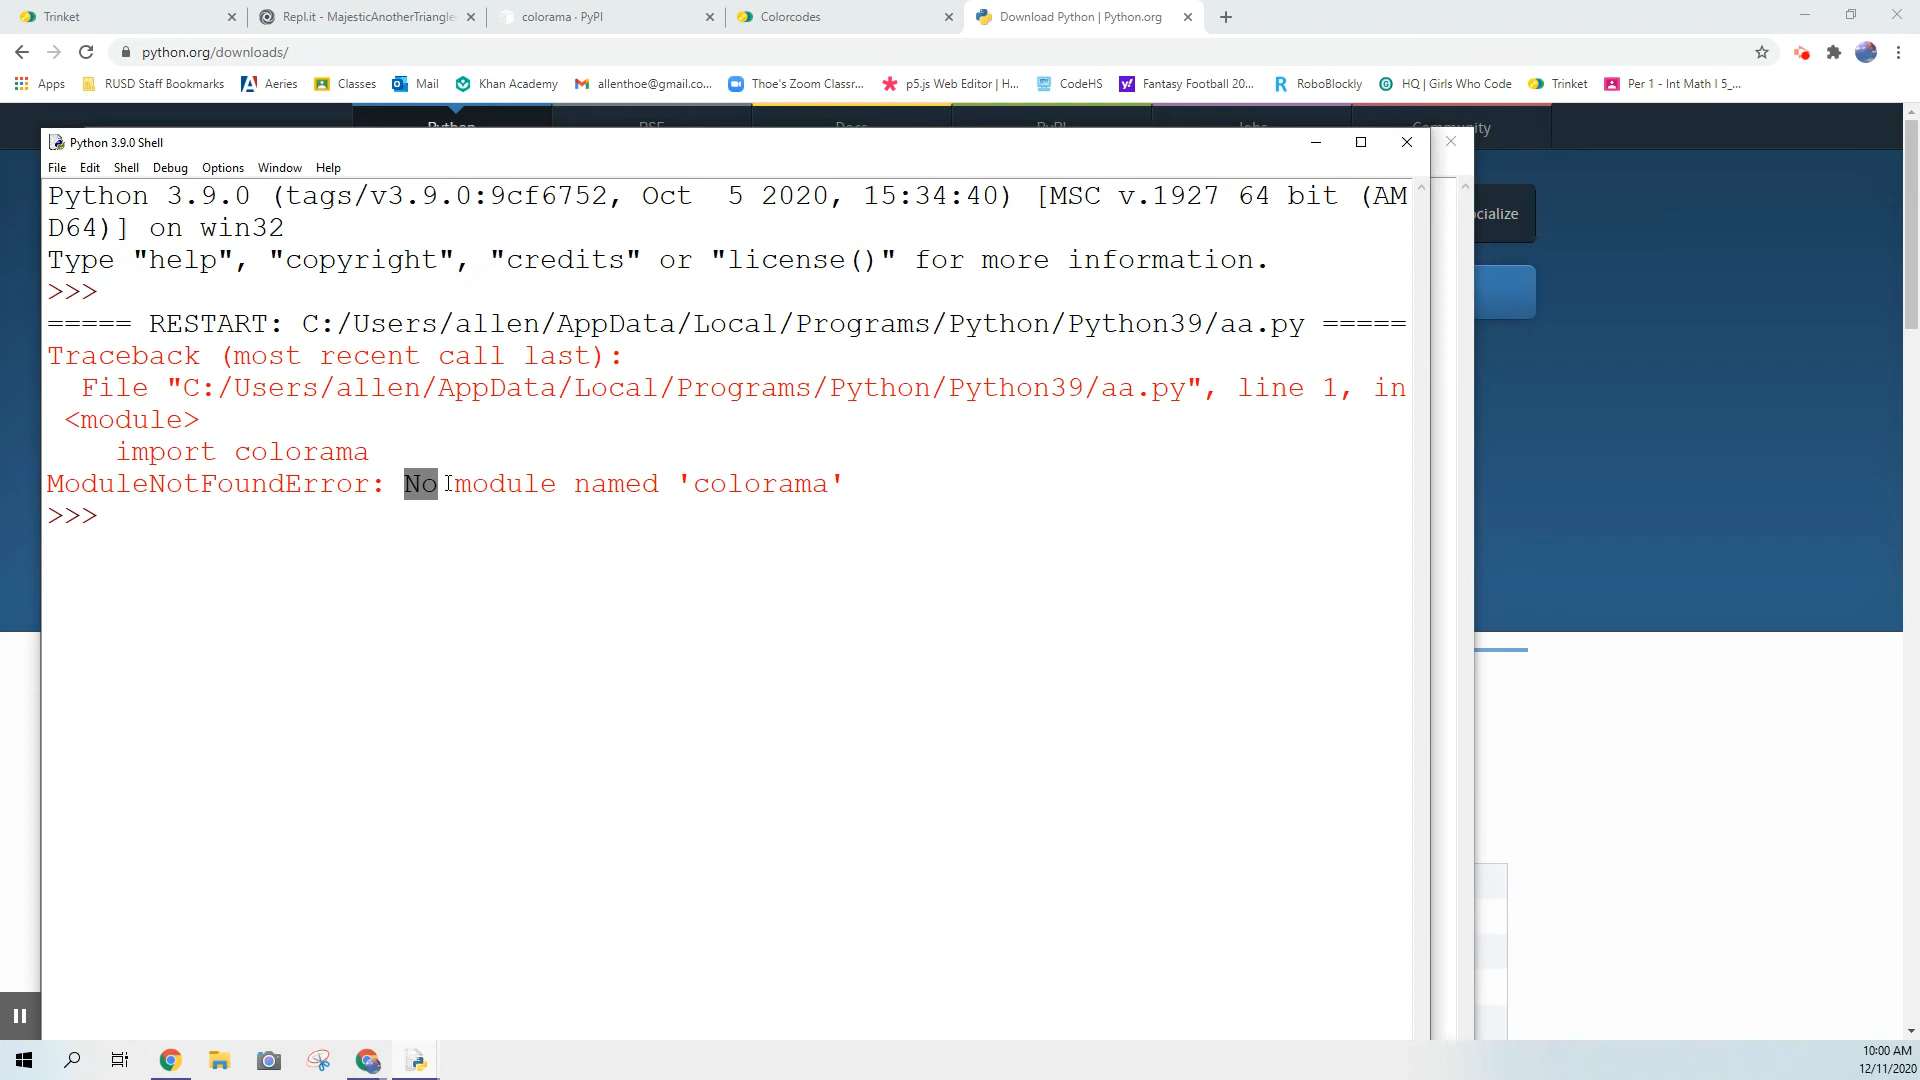 Trinket
Repl.it - MajesticAnotherTriangle
colorama · PyPI
Colorcodes
Download Python | Python.org
python.org/downloads/
Apps
RUSD Staff Bookmarks
Aeries
Classes
Mail
Khan Academy
allenthoe@gmail.co...
Thoe's Zoom Classr...
p5.js Web Editor | H...
CodeHS
Fantasy Football 20...
RoboBlockly
HQ | Girls Who Code
Trinket
Per 1 - Int Math I 5_...
Python
PSF
Docs
PyPI
Jobs
Community
Python 3.9.0 Shell
File Edit Shell Debug Options Window Help
Python 3.9.0 (tags/v3.9.0:9cf6752, Oct  5 2020, 15:34:40) [MSC v.1927 64 bit (AM
D64)] on win32
Type "help", "copyright", "credits" or "license()" for more information.
>>>
===== RESTART: C:/Users/allen/AppData/Local/Programs/Python/Python39/aa.py =====
Traceback (most recent call last):
  File "C:/Users/allen/AppData/Local/Programs/Python/Python39/aa.py", line 1, in
 <module>
    import colorama
ModuleNotFoundError: No module named 'colorama'
>>>
cialize
10:00 AM
12/11/2020